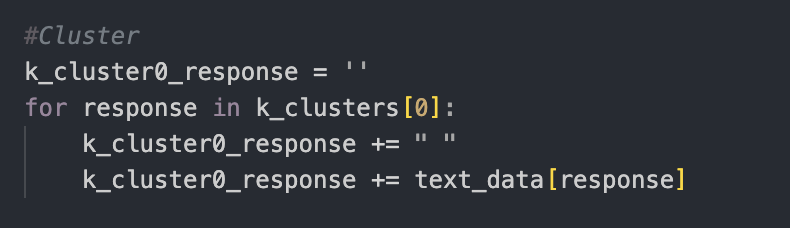 #Cluster
k_cluster0_response = ''
for response in k_clusters[0]:
    k_cluster0_response += " "
    k_cluster0_response += text_data[response]